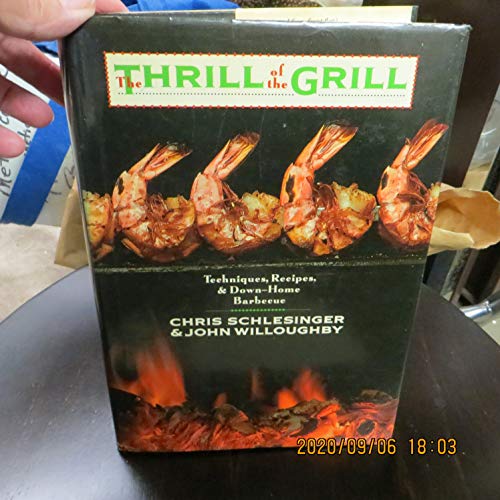 The THRILL of the GRILL
Techniques, Recipes,
& Down-Home
Barbecue
CHRIS SCHLESINGER
& JOHN WILLOUGHBY
2020/09/06 18:03